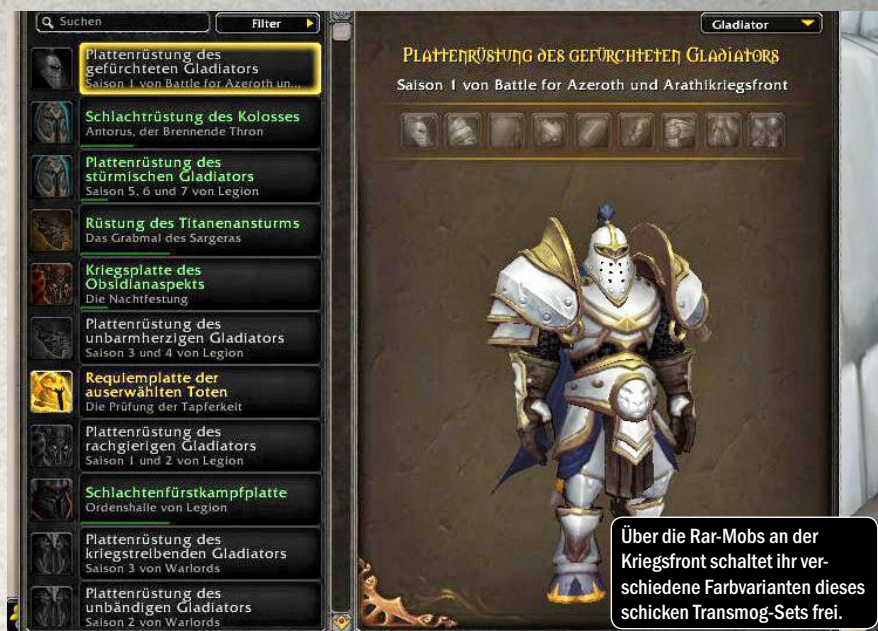 Suchen
Filter
Gladiator
Plattenrüstung des
gefürchteten Gladiators
Saison 1 von Battle for Azeroth un...
Schlachtrüstung des Kolosses
Antorus, der Brennende Thron
Plattenrüstung des
stürmischen Gladiators
Saison 5, 6 und 7 von Legion
Rüstung des Titanenansturms
Das Grabmal des Sargeras
Kriegsplatte des
Obsidianaspekts
Die Nachtfestung
Plattenrüstung des
unbarmherzigen Gladiators
Saison 3 und 4 von Legion
Requiemplatte der
auserwählten Toten
Die Prüfung der Tapferkeit
Plattenrüstung des
rachgierigen Gladiators
Saison 1 und 2 von Legion
Schlachtenfürstkampfplatte
Ordenshalle von Legion
Plattenrüstung des
kriegstreibenden Gladiators
Saison 3 von Warlords
Plattenrüstung des
unbändigen Gladiators
Saison 2 von Warlords
Plattenrüstung des gefürchteten Gladiators
Saison 1 von Battle for Azeroth und Arathikriegsfront
Über die Rar-Mobs an der
Kriegsfront schaltet ihr ver-
schiedene Farbvarianten dieses
schicken Transmog-Sets frei.